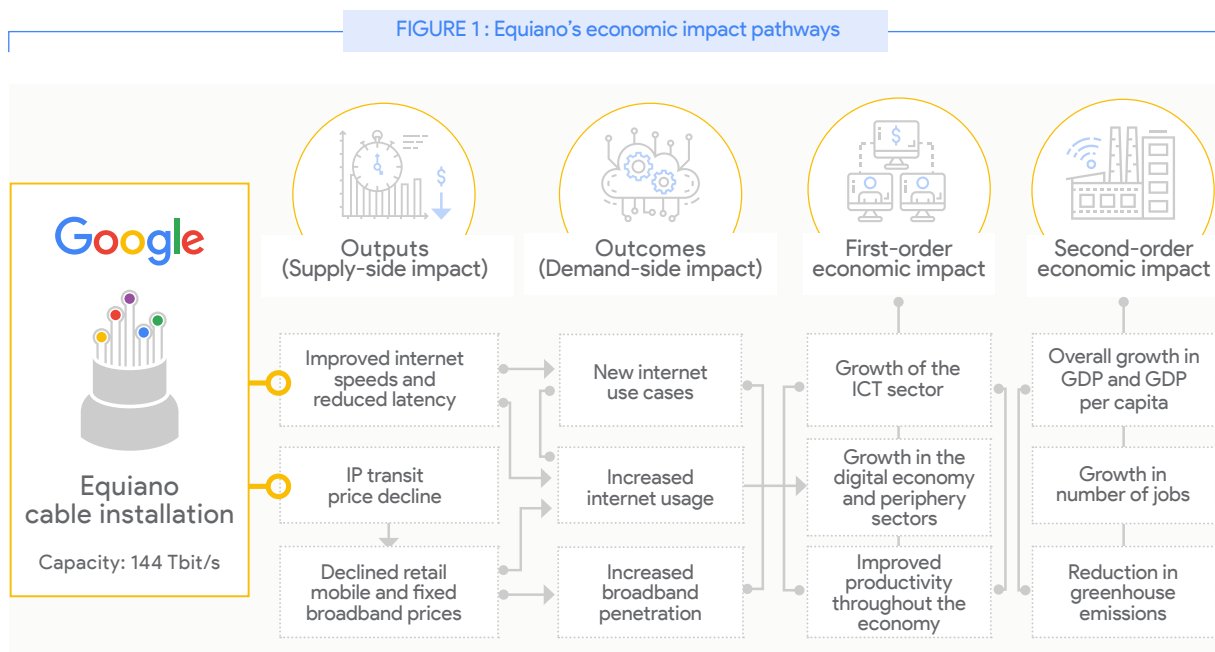 FIGURE 1 : Equiano's economic impact pathways
Google
Equiano
cable installation
Capacity: 144 Tbit/s
$
Outputs
(Supply-side impact)
Improved internet
speeds and
reduced latency
IP transit
price decline
Declined retail
mobile and fixed
broadband prices
Outcomes
(Demand-side impact)
New internet
use cases
Increased
internet usage
Increased
broadband
penetration
$
First-order
economic impact
Growth of the
ICT sector
Growth in the
digital economy
and periphery
sectors
Improved
productivity
throughout the
economy
Second-order
economic impact
Overall growth in
GDP and GDP
per capita
Growth in
number of jobs
Reduction in
greenhouse
emissions